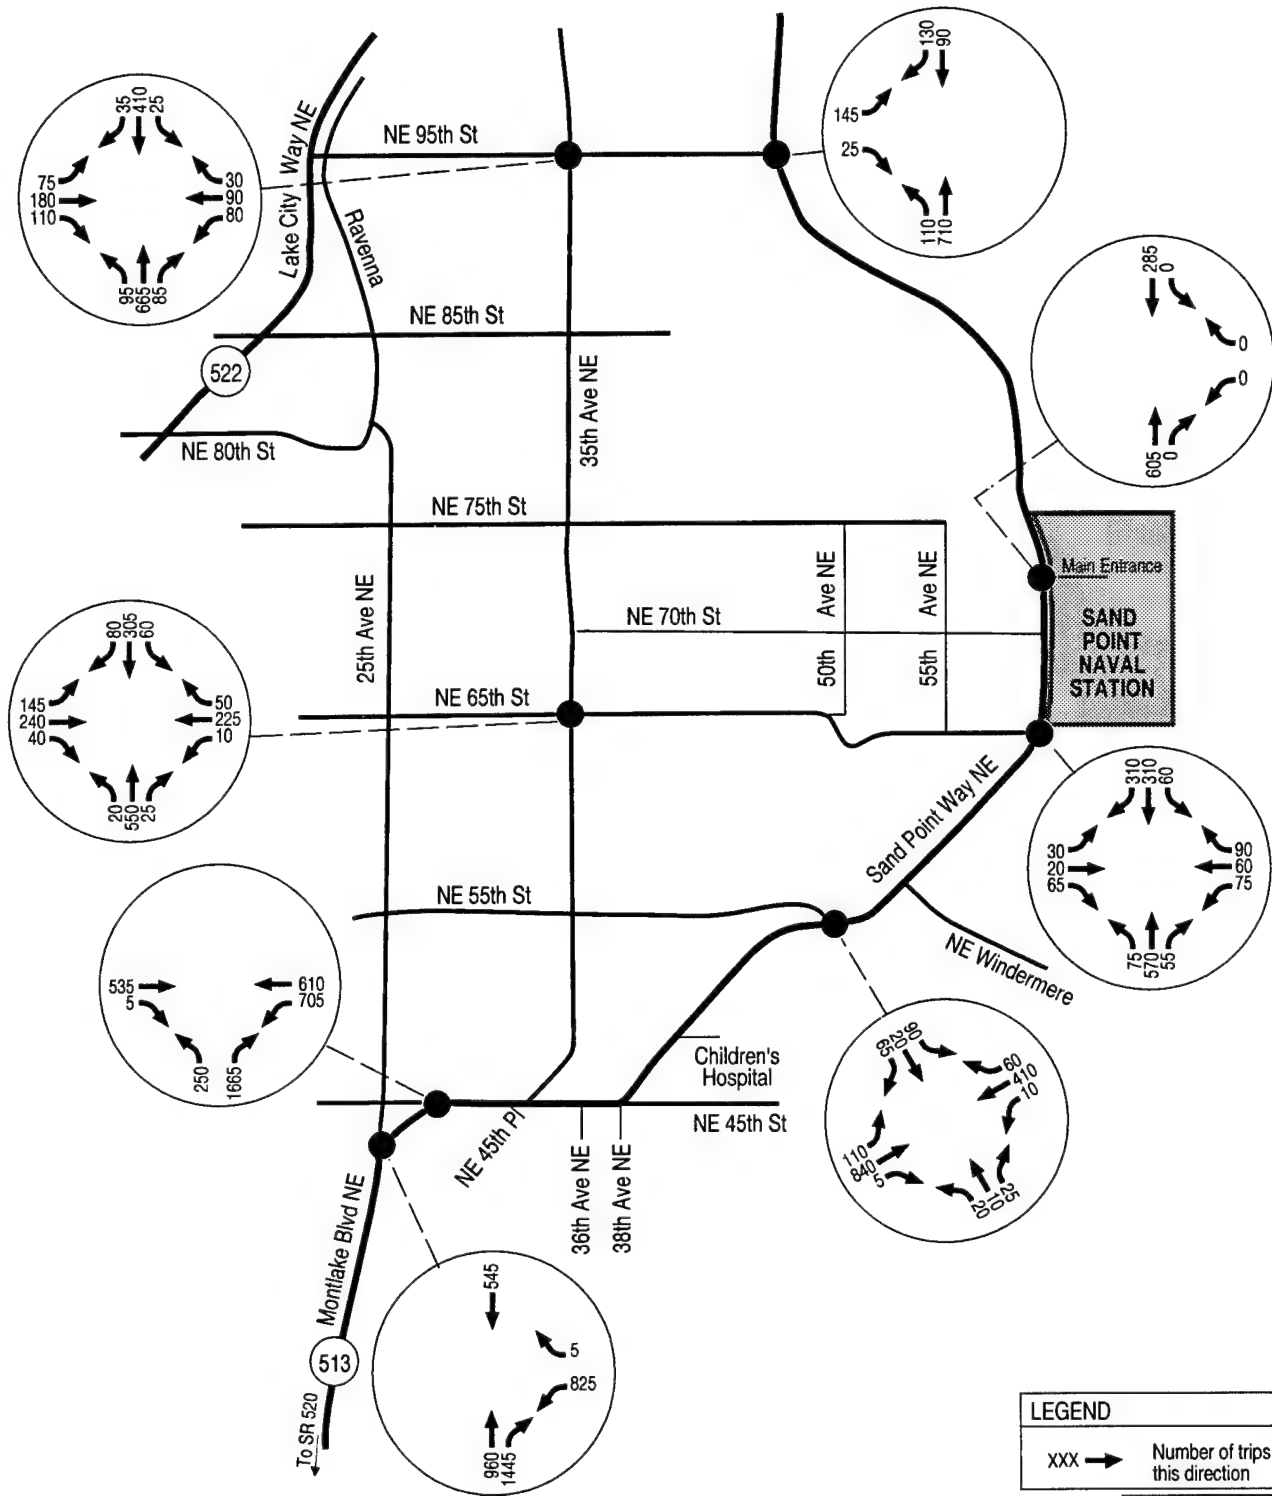 130
90
145
25
110
710
35
410
25
75
180
110
30
90
80
95
665
85
Lake City Way NE
NE 95th St
Ravenna
NE 85th St
522
NE 80th St
35th Ave NE
285
0
0
0
605
0
NE 75th St
Main Entrance
SAND
POINT
NAVAL
STATION
25th Ave NE
50th Ave NE
55th Ave NE
NE 70th St
NE 65th St
80
305
60
145
240
40
50
225
10
20
550
25
Sand Point Way NE
310
310
60
30
20
65
90
60
75
75
570
55
NE 55th St
NE Windermere
535
5
610
705
250
1665
Children's
Hospital
65
20
90
60
410
10
110
840
5
20
10
25
NE 45th Pl
NE 45th St
36th Ave NE
38th Ave NE
Montlake Blvd NE
513
To SR 520
545
5
825
960
1445
LEGEND
XXX Number of trips
this direction